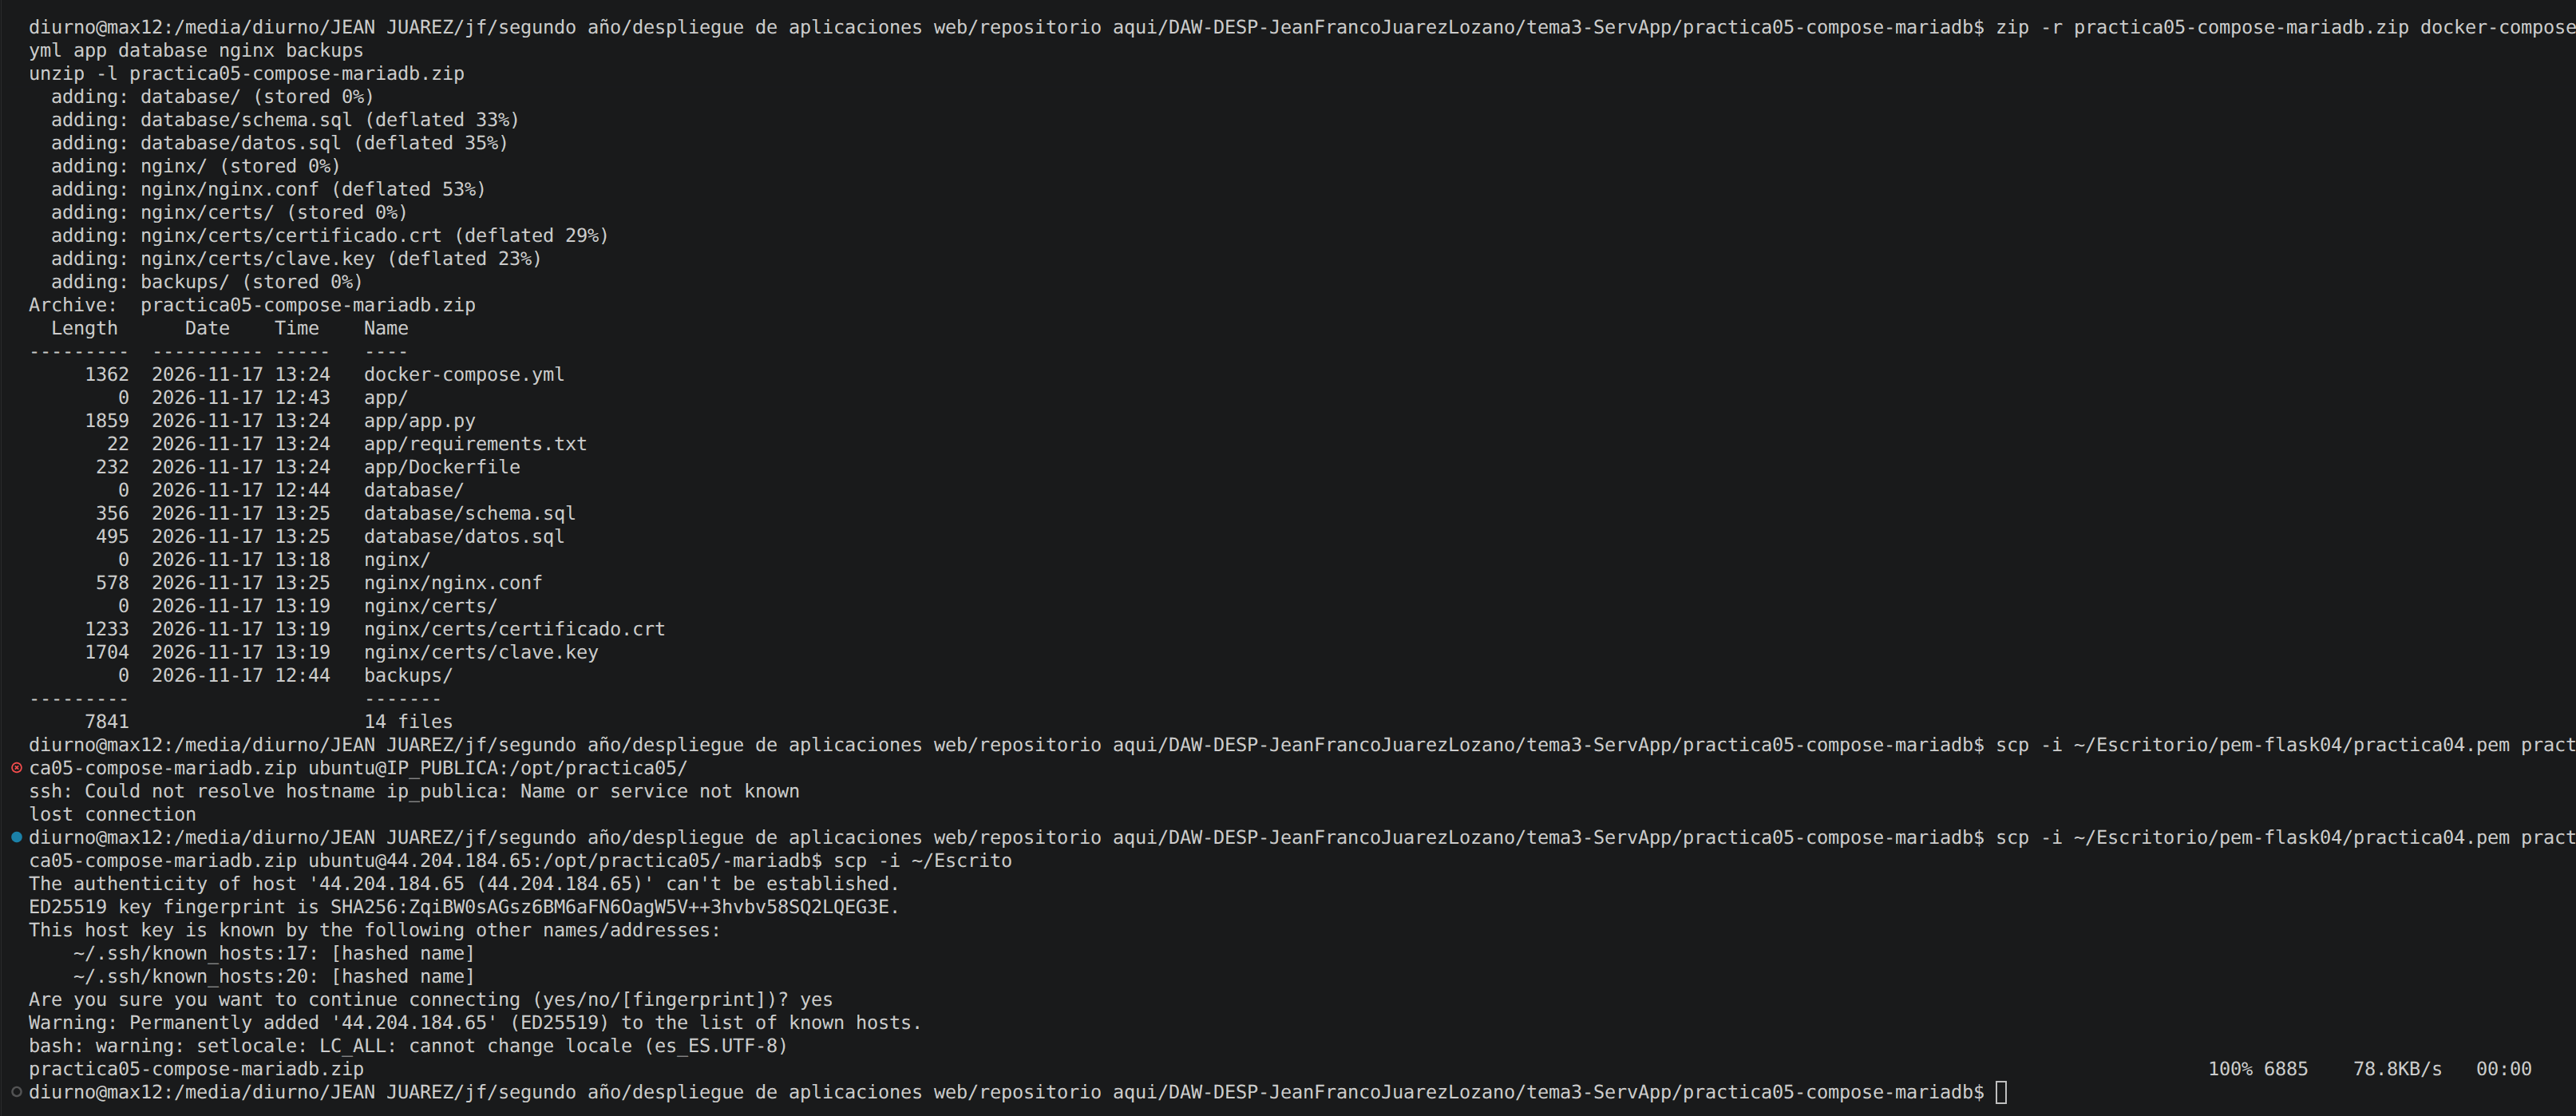 diurno@max12:/media/diurno/JEAN JUAREZ/jf/segundo año/despliegue de aplicaciones web/repositorio aqui/DAW-DESP-JeanFrancoJuarezLozano/tema3-ServApp/practica05-compose-mariadb$ zip -r practica05-compose-mariadb.zip docker-compose
yml app database nginx backups
unzip -l practica05-compose-mariadb.zip
  adding: database/ (stored 0%)
  adding: database/schema.sql (deflated 33%)
  adding: database/datos.sql (deflated 35%)
  adding: nginx/ (stored 0%)
  adding: nginx/nginx.conf (deflated 53%)
  adding: nginx/certs/ (stored 0%)
  adding: nginx/certs/certificado.crt (deflated 29%)
  adding: nginx/certs/clave.key (deflated 23%)
  adding: backups/ (stored 0%)
Archive:  practica05-compose-mariadb.zip
  Length      Date    Time    Name
---------  ---------- -----   ----
     1362  2026-11-17 13:24   docker-compose.yml
        0  2026-11-17 12:43   app/
     1859  2026-11-17 13:24   app/app.py
       22  2026-11-17 13:24   app/requirements.txt
      232  2026-11-17 13:24   app/Dockerfile
        0  2026-11-17 12:44   database/
      356  2026-11-17 13:25   database/schema.sql
      495  2026-11-17 13:25   database/datos.sql
        0  2026-11-17 13:18   nginx/
      578  2026-11-17 13:25   nginx/nginx.conf
        0  2026-11-17 13:19   nginx/certs/
     1233  2026-11-17 13:19   nginx/certs/certificado.crt
     1704  2026-11-17 13:19   nginx/certs/clave.key
        0  2026-11-17 12:44   backups/
---------                     -------
     7841                     14 files
diurno@max12:/media/diurno/JEAN JUAREZ/jf/segundo año/despliegue de aplicaciones web/repositorio aqui/DAW-DESP-JeanFrancoJuarezLozano/tema3-ServApp/practica05-compose-mariadb$ scp -i ~/Escritorio/pem-flask04/practica04.pem pract
ca05-compose-mariadb.zip ubuntu@IP_PUBLICA:/opt/practica05/
ssh: Could not resolve hostname ip_publica: Name or service not known
lost connection
diurno@max12:/media/diurno/JEAN JUAREZ/jf/segundo año/despliegue de aplicaciones web/repositorio aqui/DAW-DESP-JeanFrancoJuarezLozano/tema3-ServApp/practica05-compose-mariadb$ scp -i ~/Escritorio/pem-flask04/practica04.pem pract
ca05-compose-mariadb.zip ubuntu@44.204.184.65:/opt/practica05/-mariadb$ scp -i ~/Escrito
The authenticity of host '44.204.184.65 (44.204.184.65)' can't be established.
ED25519 key fingerprint is SHA256:ZqiBW0sAGsz6BM6aFN6OagW5V++3hvbv58SQ2LQEG3E.
This host key is known by the following other names/addresses:
    ~/.ssh/known_hosts:17: [hashed name]
    ~/.ssh/known_hosts:20: [hashed name]
Are you sure you want to continue connecting (yes/no/[fingerprint])? yes
Warning: Permanently added '44.204.184.65' (ED25519) to the list of known hosts.
bash: warning: setlocale: LC_ALL: cannot change locale (es_ES.UTF-8)
practica05-compose-mariadb.zip    100% 6885    78.8KB/s   00:00
diurno@max12:/media/diurno/JEAN JUAREZ/jf/segundo año/despliegue de aplicaciones web/repositorio aqui/DAW-DESP-JeanFrancoJuarezLozano/tema3-ServApp/practica05-compose-mariadb$